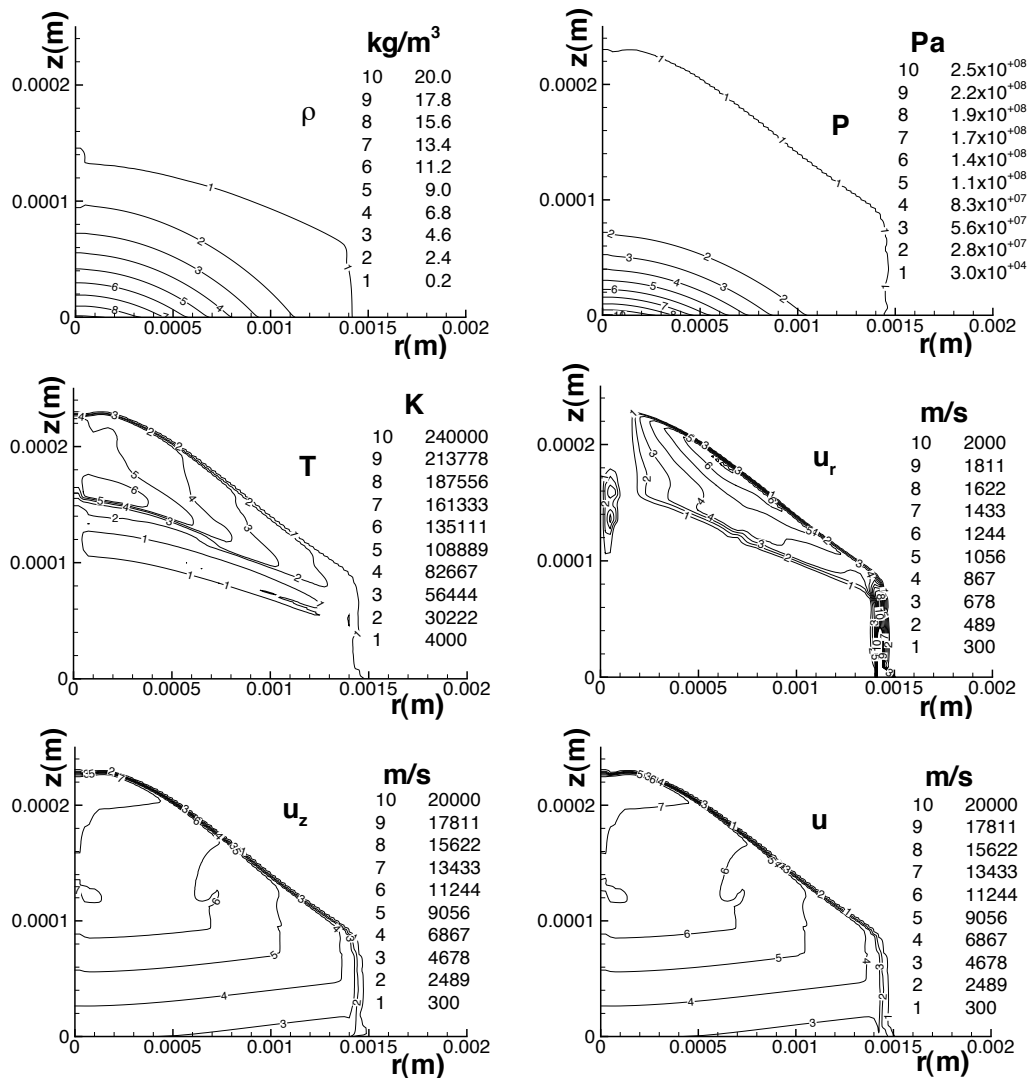 z(m)
kg/m³
ρ
10 20.0
9 17.8
8 15.6
7 13.4
6 11.2
5 9.0
4 6.8
3 4.6
2 2.4
1 0.2
0.0002
0.0001
0
0 0.0005 0.001 0.0015 0.002
r(m)
z(m)
Pa
P
10 2.5x10⁺⁰⁸
9 2.2x10⁺⁰⁸
8 1.9x10⁺⁰⁸
7 1.7x10⁺⁰⁸
6 1.4x10⁺⁰⁸
5 1.1x10⁺⁰⁸
4 8.3x10⁺⁰⁷
3 5.6x10⁺⁰⁷
2 2.8x10⁺⁰⁷
1 3.0x10⁺⁰⁴
0.0002
0.0001
0
0 0.0005 0.001 0.0015 0.002
r(m)
z(m)
K
T
10 240000
9 213778
8 187556
7 161333
6 135111
5 108889
4 82667
3 56444
2 30222
1 4000
0.0002
0.0001
0
0 0.0005 0.001 0.0015 0.002
r(m)
z(m)
m/s
uᵣ
10 2000
9 1811
8 1622
7 1433
6 1244
5 1056
4 867
3 678
2 489
1 300
0.0002
0.0001
0
0 0.0005 0.001 0.0015 0.002
r(m)
z(m)
m/s
u_z
10 20000
9 17811
8 15622
7 13433
6 11244
5 9056
4 6867
3 4678
2 2489
1 300
0.0002
0.0001
0
0 0.0005 0.001 0.0015 0.002
r(m)
z(m)
m/s
u
10 20000
9 17811
8 15622
7 13433
6 11244
5 9056
4 6867
3 4678
2 2489
1 300
0.0002
0.0001
0
0 0.0005 0.001 0.0015 0.002
r(m)